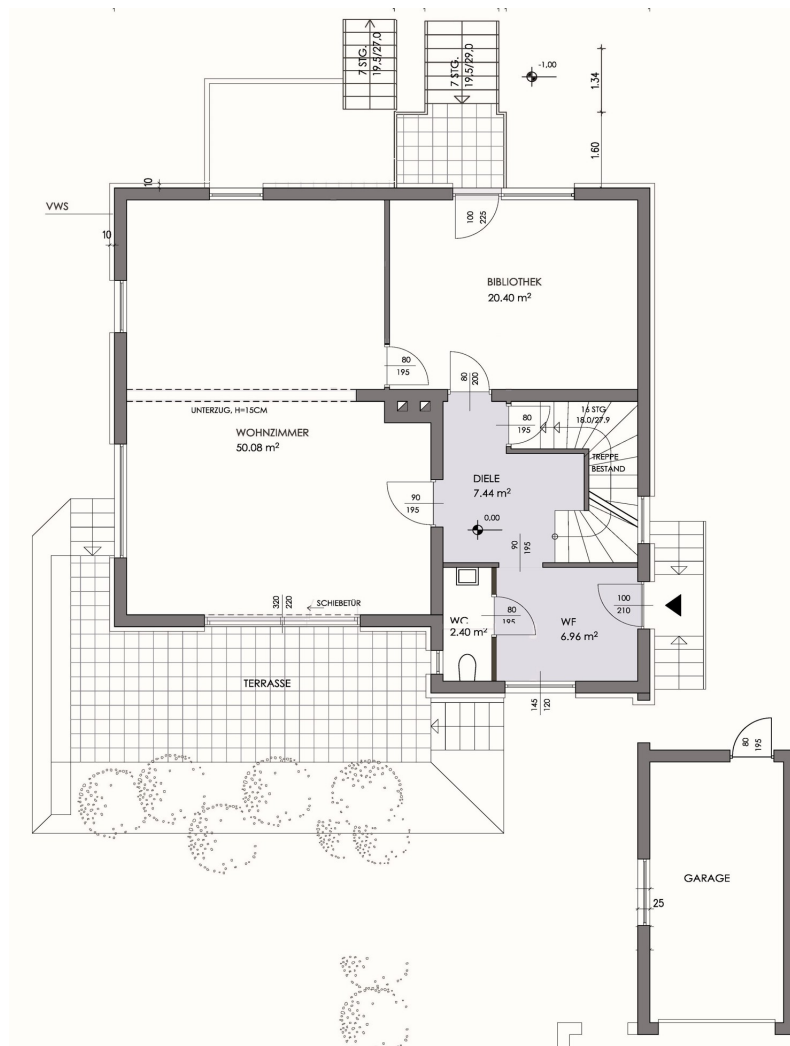 7 STG.
19,5/27,0
7 STG.
19,5/29,0
-1,00
1.34
1.60
10
VWS
10
100
225
BIBLIOTHEK
20.40 m²
80
195
80
200
UNTERZUG, H=15CM
WOHNZIMMER
50.08 m²
80
195
16 STG
18.0/27.9
TREPPE
BESTAND
DIELE
7.44 m²
90
195
0,00
90
195
320
220
SCHIEBETÜR
WC
2.40 m²
80
195
WF
6.96 m²
100
210
TERRASSE
145
120
80
195
GARAGE
25